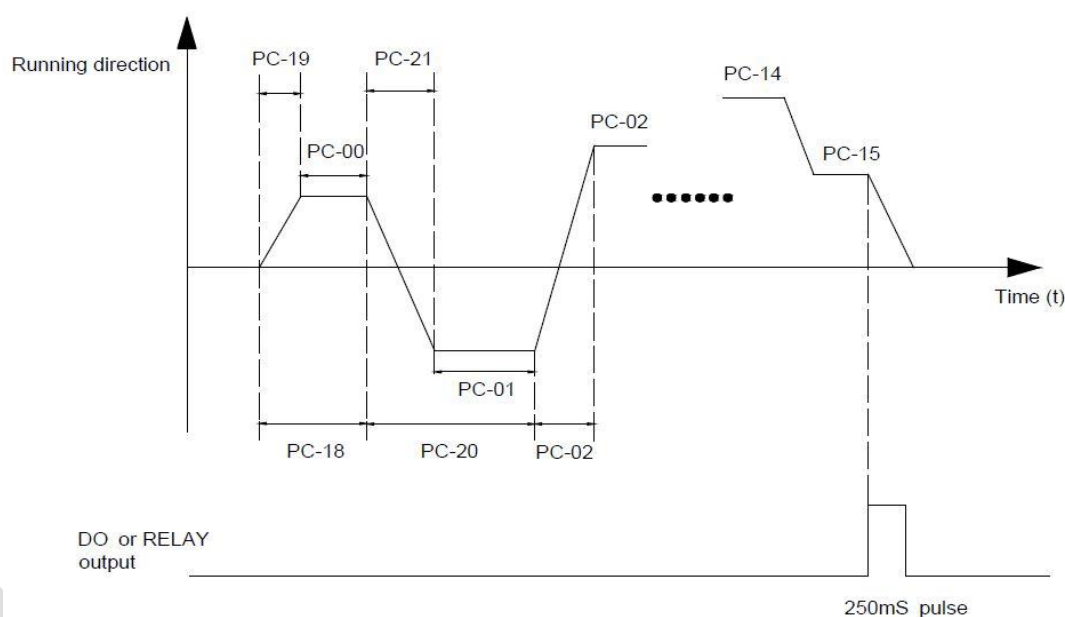 PC-19
PC-21
Running direction
PC-14
PC-02
PC-00
PC-15
Time (t)
PC-01
PC-18
PC-20
PC-02
DO or RELAY
output
250mS pulse